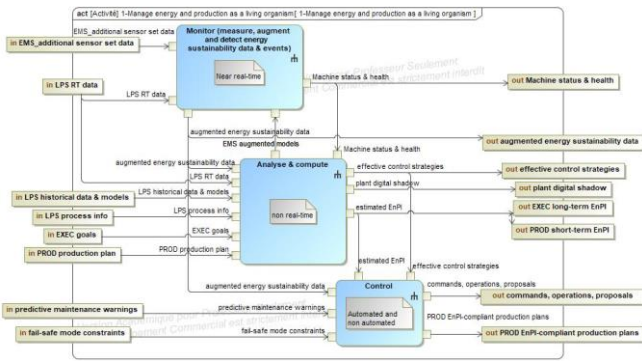 act [Activité] 1-Manage energy and production as a living organism[ 1-Manage energy and production as a living organism ]
EMS_additional sensor set data
in EMS_additional sensor set data
Monitor (measure, augment
and detect energy
sustainability data & events)
Near real-time
in LPS RT data
LPS RT data
Machine status & health
out Machine status & health
augmented energy sustainability data
out augmented energy sustainability data
EMS augmented models
Machine status & health
augmented energy sustainability data
Analyse & compute
effective control strategies
out effective control strategies
LPS RT data
plant digital shadow
out plant digital shadow
in LPS historical data & models
LPS historical data & models
non real-time
estimated EnPI
out EXEC long-term EnPI
in LPS process info
LPS process info
out PROD short-term EnPI
in EXEC goals
EXEC goals
in PROD production plan
PROD production plan
estimated EnPI
effective control strategies
augmented energy sustainability data
Control
commands, operations, proposals
out commands, operations, proposals
in predictive maintenance warnings
predictive maintenance warnings
Automated and
non automated
PROD EnPI-compliant production plans
in fail-safe mode constraints
fail-safe mode constraints
out PROD EnPI-compliant production plans
Professeur Seulement
Commercial est strictement interdit